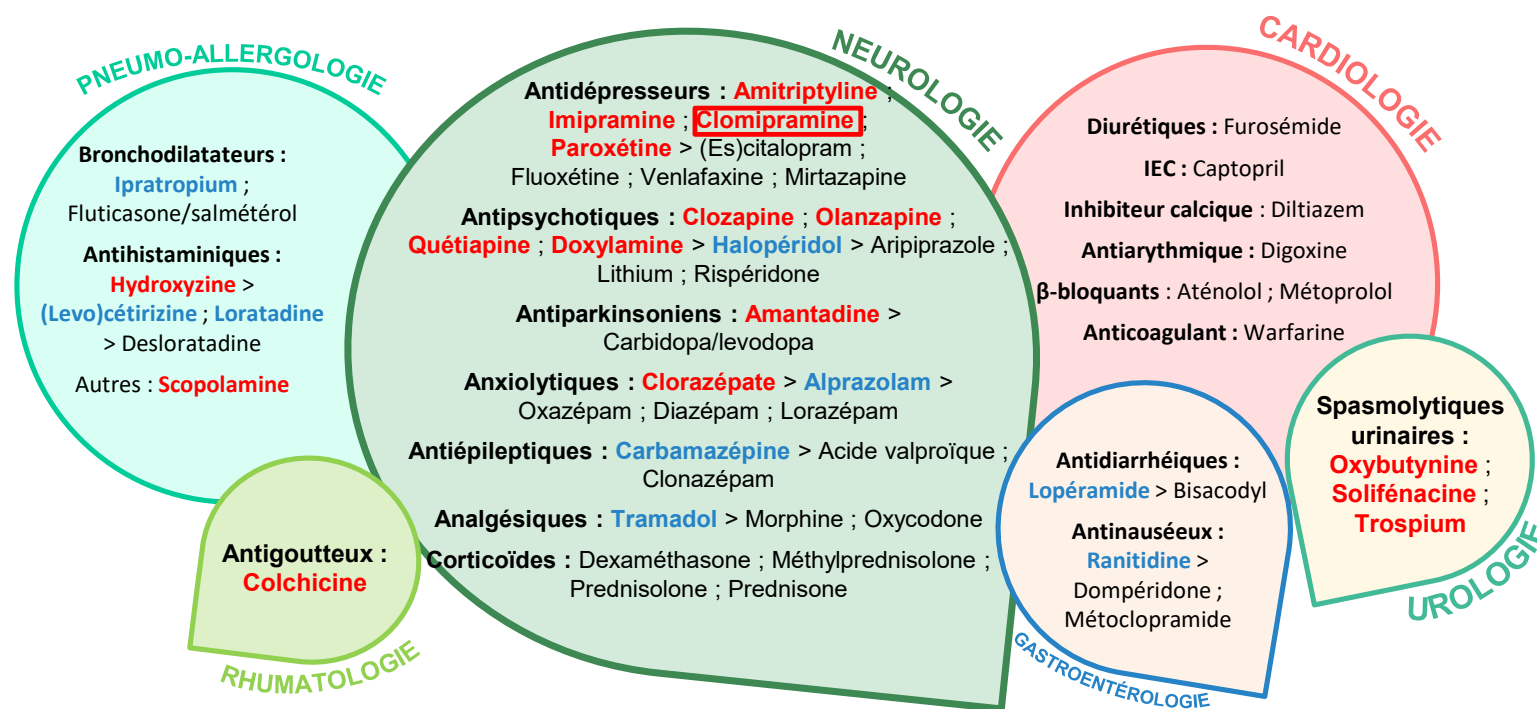 PNEUMO-ALLERGOLOGIE
Bronchodilatateurs :
Ipratropium ;
Fluticasone/salmétérol
Antihistaminiques :
Hydroxyzine >
(Levo)cétirizine ; Loratadine
> Desloratadine
Autres : Scopolamine
Antigoutteux :
Colchicine
RHUMATOLOGIE
NEUROLOGIE
Antidépresseurs : Amitriptyline ;
Imipramine ; Clomipramine ;
Paroxétine > (Es)citalopram ;
Fluoxétine ; Venlafaxine ; Mirtazapine
Antipsychotiques : Clozapine ; Olanzapine ;
Quétiapine ; Doxylamine > Halopéridol > Aripiprazole ;
Lithium ; Rispéridone
Antiparkinsoniens : Amantadine >
Carbidopa/levodopa
Anxiolytiques : Clorazépate > Alprazolam >
Oxazépam ; Diazépam ; Lorazépam
Antiépileptiques : Carbamazépine > Acide valproïque ;
Clonazépam
Analgésiques : Tramadol > Morphine ; Oxycodone
Corticoïdes : Dexaméthasone ; Méthylprednisolone ;
Prednisolone ; Prednisone
CARDIOLOGIE
Diurétiques : Furosémide
IEC : Captopril
Inhibiteur calcique : Diltiazem
Antiarythmique : Digoxine
β-bloquants : Aténolol ; Métoprolol
Anticoagulant : Warfarine
Antidiarrhéiques :
Lopéramide > Bisacodyl
Antinauséeux :
Ranitidine >
Dompéridone ;
Métoclopramide
GASTROENTÉROLOGIE
Spasmolytiques
urinaires :
Oxybutynine ;
Solifénacine ;
Trospium
UROLOGIE